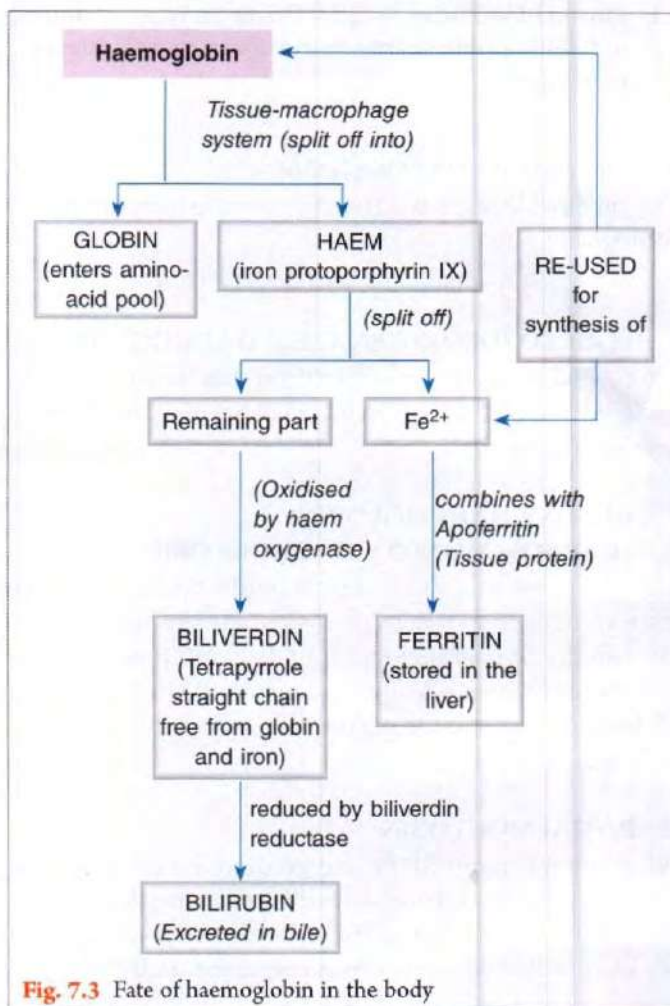 Haemoglobin
Tissue-macrophage
system (split off into)
GLOBIN
(enters amino-
acid pool)
HAEM
(iron protoporphyrin IX)
RE-USED
for
synthesis of
(split off)
Remaining part
Fe²⁺
(Oxidised
by haem
oxygenase)
combines with
Apoferritin
(Tissue protein)
BILIVERDIN
(Tetrapyrrole
straight chain
free from globin
and iron)
FERRITIN
(stored in the
liver)
reduced by biliverdin
reductase
BILIRUBIN
(Excreted in bile)
Fig. 7.3 Fate of haemoglobin in the body